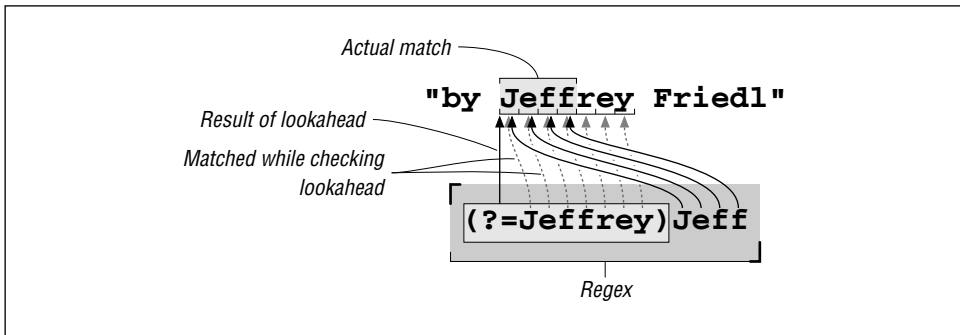 Actual match
"by Jeffrey Friedl"
Result of lookahead
Matched while checking
lookahead
(?=Jeffrey)Jeff
Regex